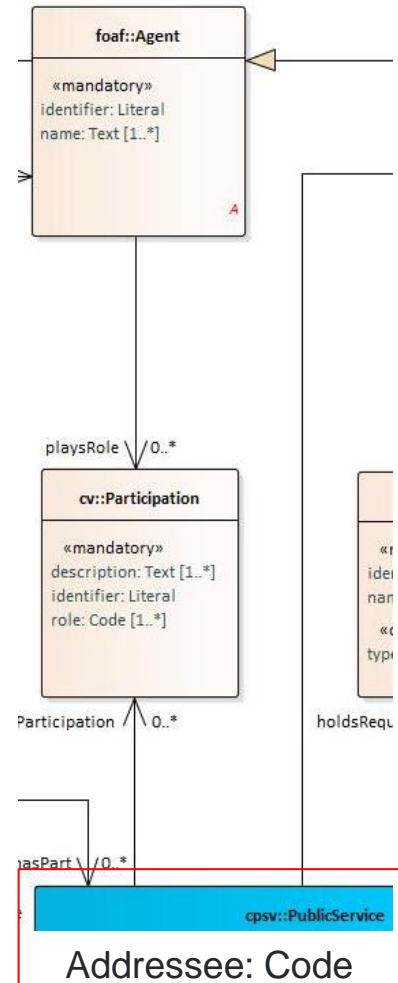 foaf::Agent
«mandatory»
identifier: Literal
name: Text [1..*]
A
playsRole
0..*
cv::Participation
«mandatory»
description: Text [1..*]
identifier: Literal
role: Code [1..*]
Participation
0..*
holdsRequ
hasPart
0..*
cpsv::PublicService
Addressee: Code